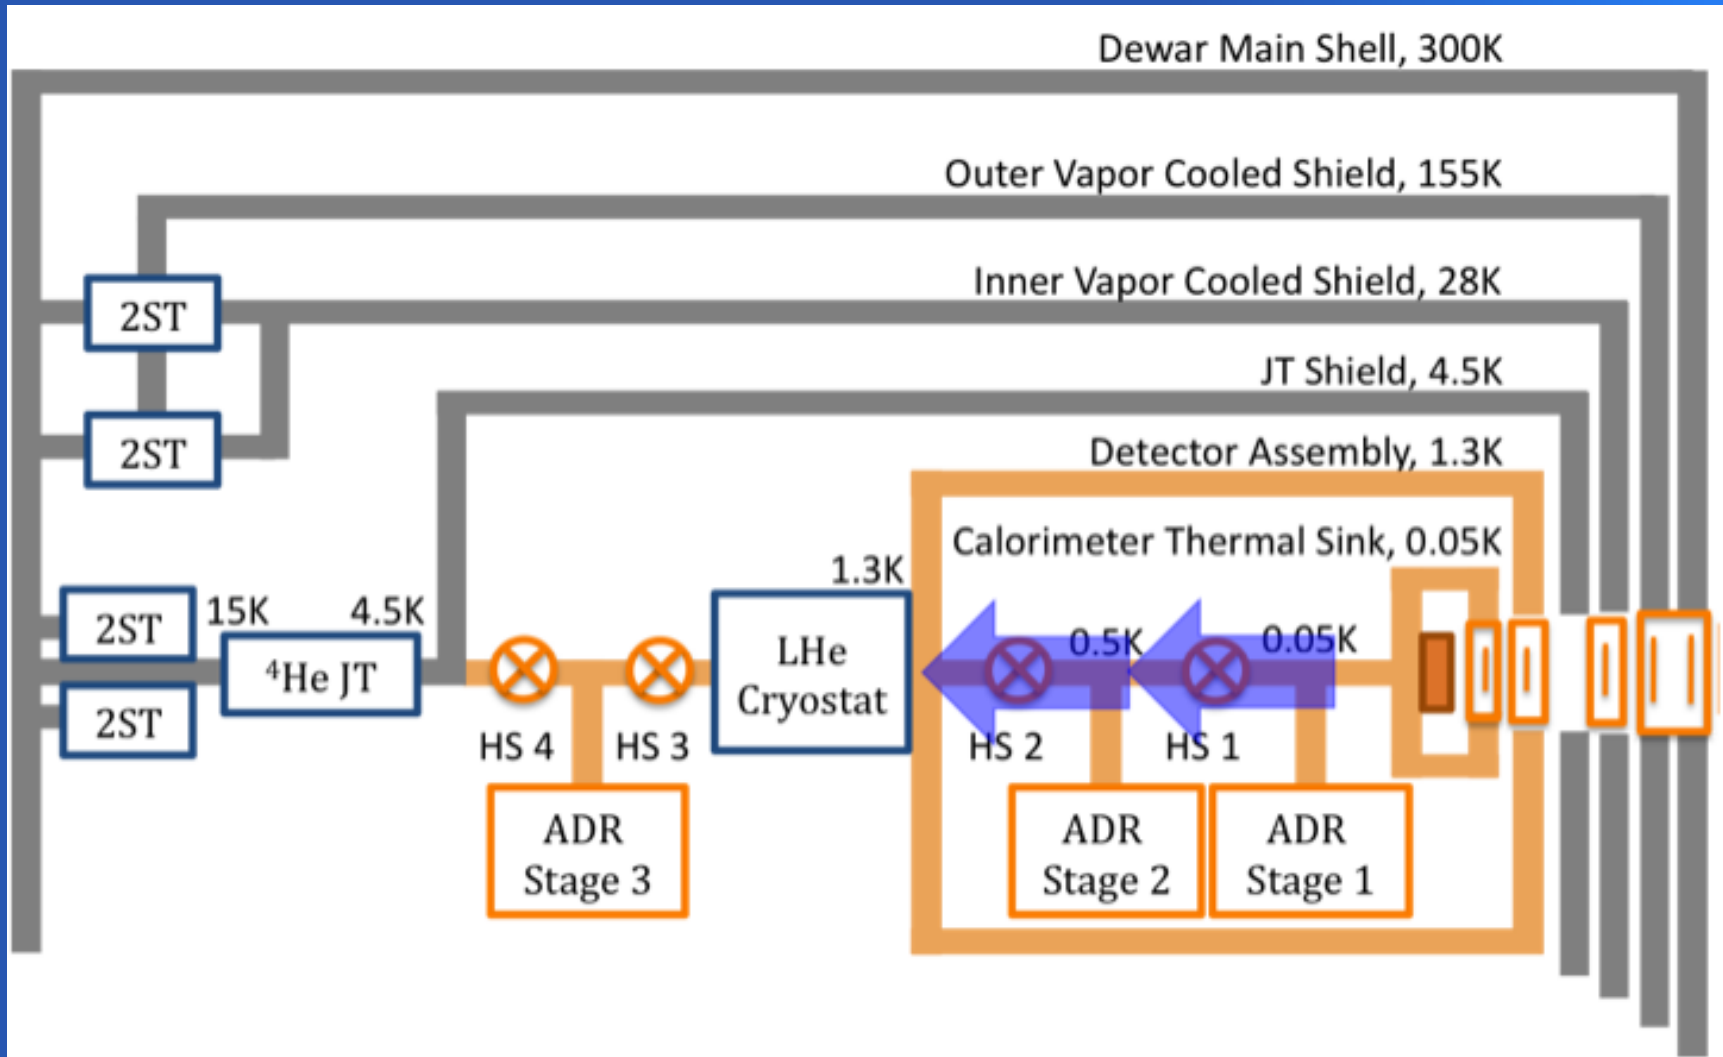 Dewar Main Shell, 300K
Outer Vapor Cooled Shield, 155K
Inner Vapor Cooled Shield, 28K
2ST
JT Shield, 4.5K
2ST
Detector Assembly, 1.3K
Calorimeter Thermal Sink, 0.05K
1.3K
2ST
15K
4.5K
⁴He JT
2ST
LHe
Cryostat
0.5K
0.05K
HS 4
HS 3
HS 2
HS 1
ADR
Stage 3
ADR
Stage 2
ADR
Stage 1